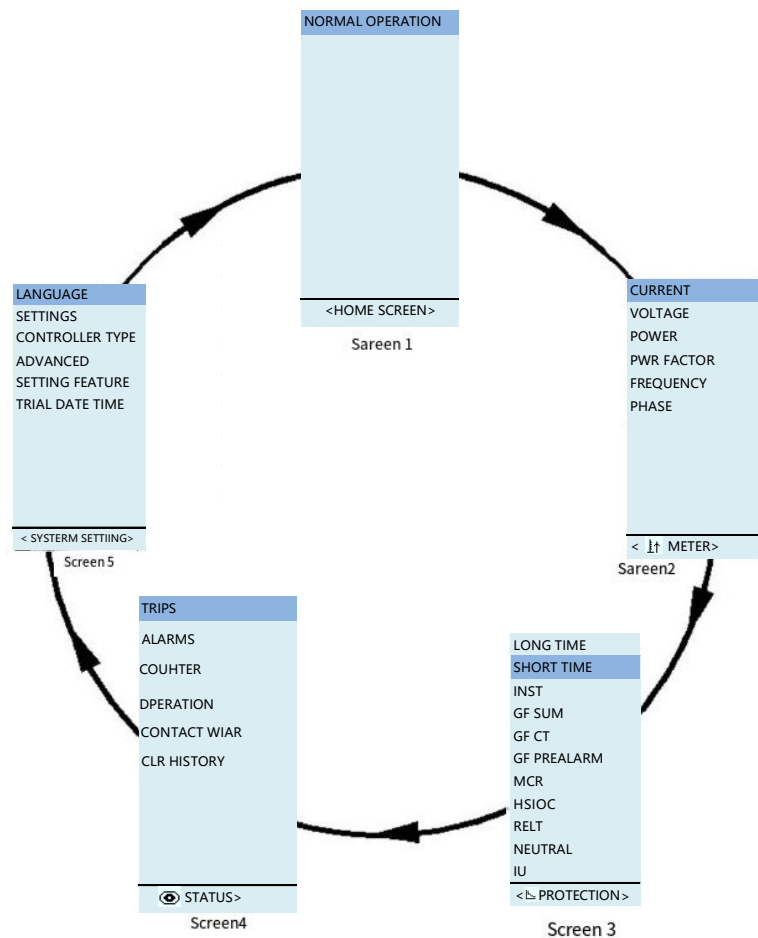 NORMAL OPERATION
<HOME SCREEN>
Sareen 1
CURRENT
VOLTAGE
POWER
PWR FACTOR
FREQUENCY
PHASE
< METER>
Sareen2
LONG TIME
SHORT TIME
INST
GF SUM
GF CT
GF PREALARM
MCR
HSIOC
RELT
NEUTRAL
IU
< PROTECTION>
Screen 3
TRIPS
ALARMS
COUHTER
DPERATION
CONTACT WIAR
CLR HISTORY
STATUS>
Screen4
LANGUAGE
SETTINGS
CONTROLLER TYPE
ADVANCED
SETTING FEATURE
TRIAL DATE TIME
< SYSTERM SETTIING>
Screen 5